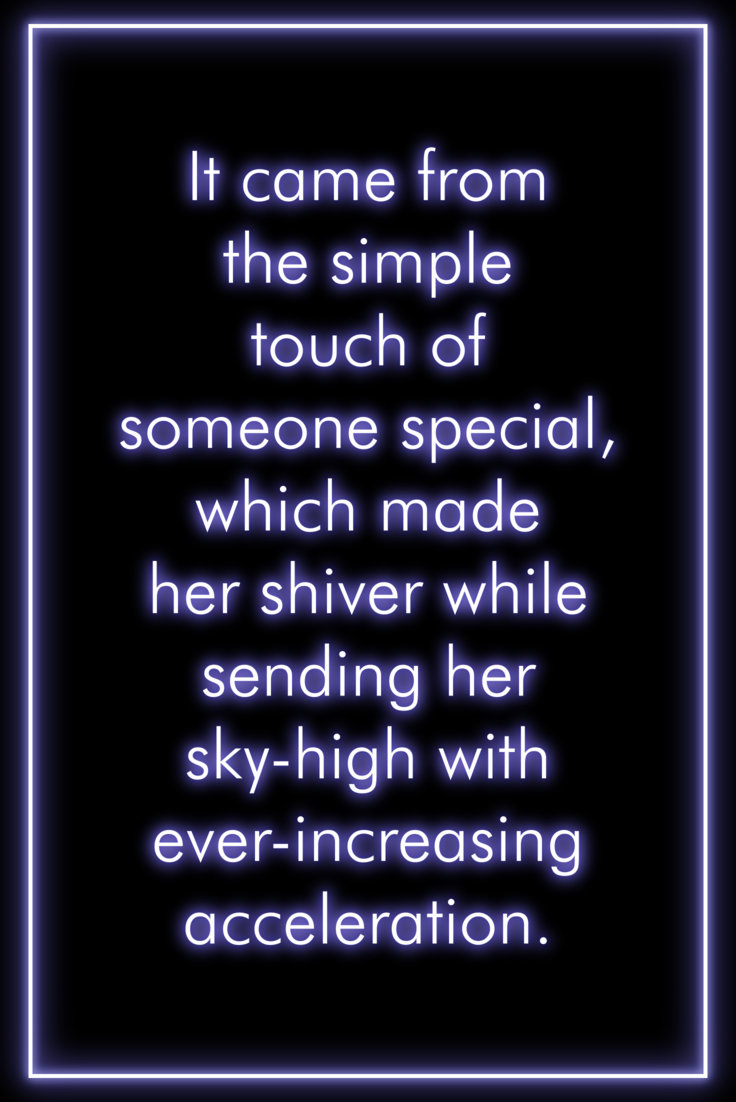 It came from
the simple
touch of
someone special,
which made
her shiver while
sending her
sky-high with
ever-increasing
acceleration.